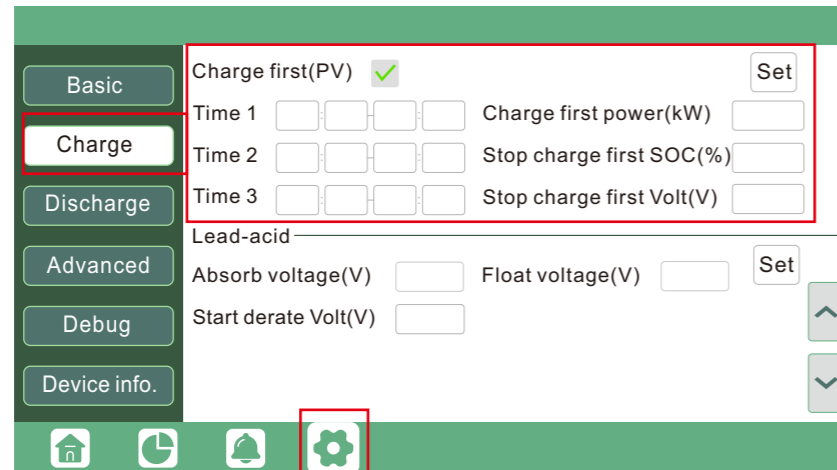 Basic
Charge
Discharge
Advanced
Debug
Device info.
Charge first(PV) Set
Time 1 : - : Charge first power(kW)
Time 2 : - : Stop charge first SOC(%)
Time 3 : - : Stop charge first Volt(V)
Lead-acid
Absorb voltage(V) Float voltage(V) Set
Start derate Volt(V)